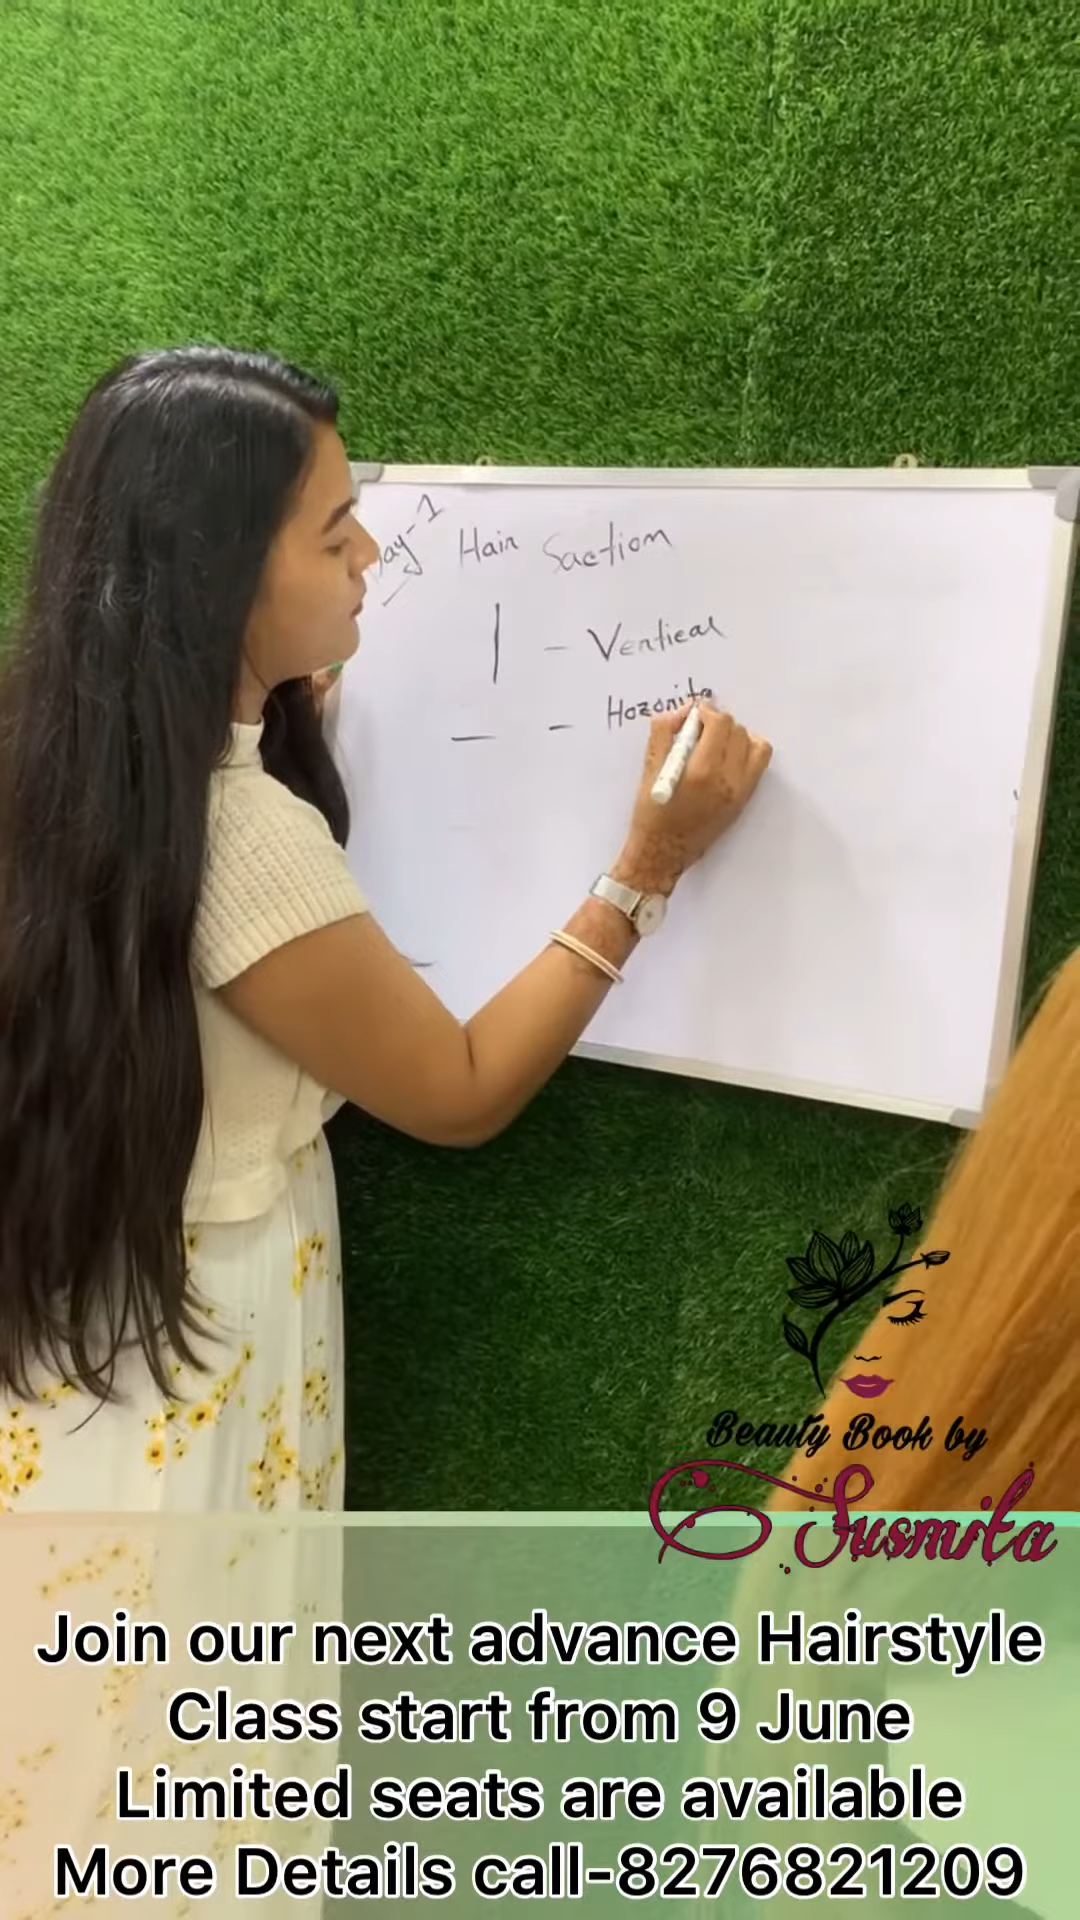 Day-1 Hair Saction
| - Vertical
— - Hozonita
Beauty Book by
Susmita
Join our next advance Hairstyle
Class start from 9 June
Limited seats are available
More Details call-8276821209